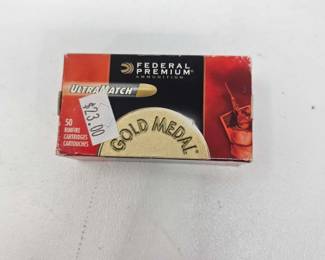 FEDERAL
PREMIUM
AMMUNITION
ULTRAMATCH
$23.00
50
RIMFIRE
CARTRIDGES
CARTOUCHES
GOLD MEDAL